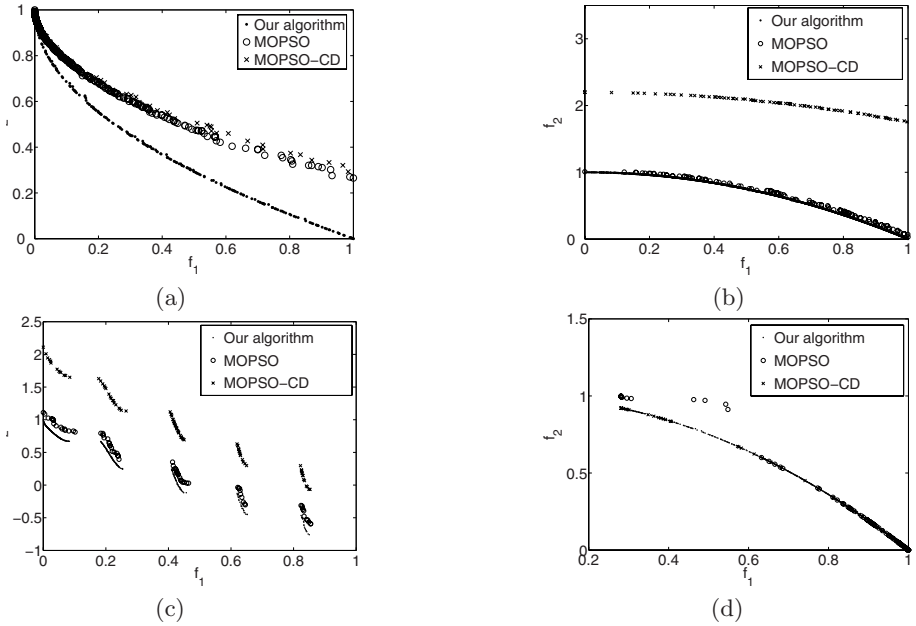 1
0.8
0.6
0.4
0.2
0
0 0.2 0.4 0.6 0.8 1
f1
Our algorithm
MOPSO
MOPSO−CD
(a)
3
2
1
0
f2
0 0.2 0.4 0.6 0.8 1
f1
Our algorithm
MOPSO
MOPSO−CD
(b)
2.5
2
1.5
1
0.5
0
−0.5
−1
0 0.2 0.4 0.6 0.8 1
f1
Our algorithm
MOPSO
MOPSO−CD
(c)
1.5
1
0.5
0
f2
0.2 0.4 0.6 0.8 1
f1
Our algorithm
MOPSO
MOPSO−CD
(d)